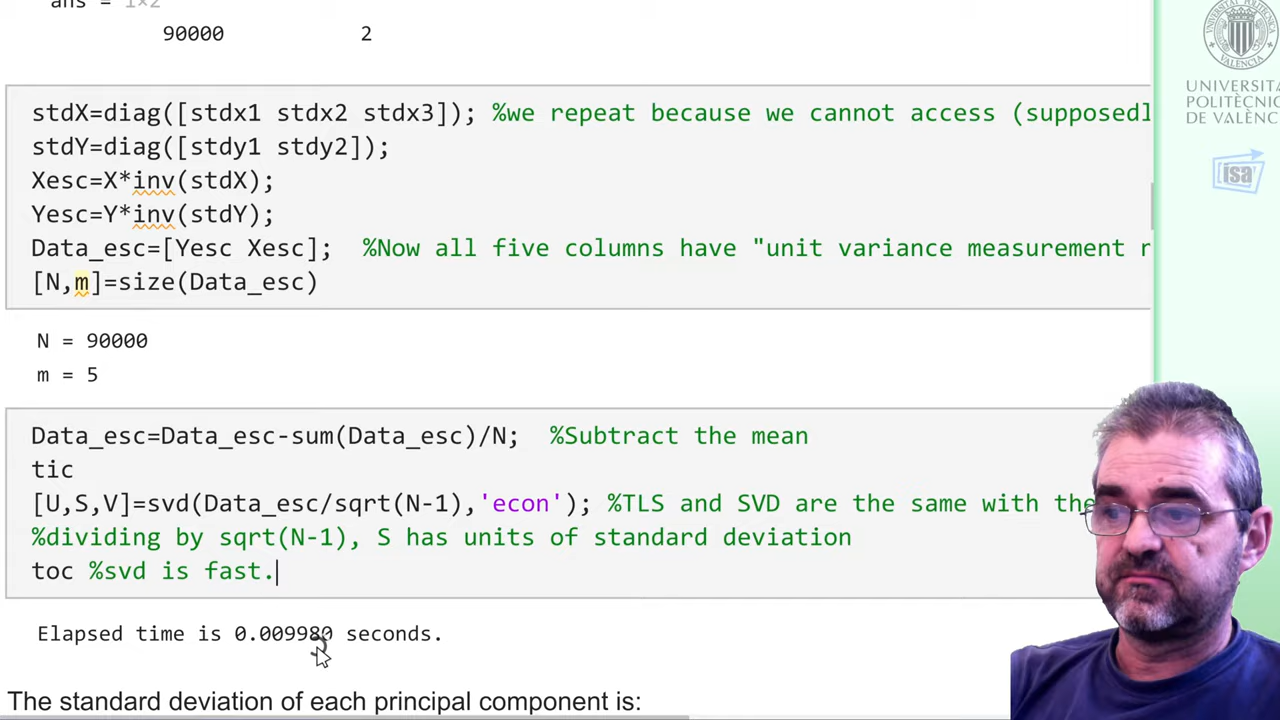 ans = 1×2
90000 2
stdX=diag([stdx1 stdx2 stdx3]); %we repeat because we cannot access (supposedl
stdY=diag([stdy1 stdy2]);
Xesc=X*inv(stdX);
Yesc=Y*inv(stdY);
Data_esc=[Yesc Xesc]; %Now all five columns have "unit variance measurement r
[N,m]=size(Data_esc)
N = 90000
m = 5
Data_esc=Data_esc-sum(Data_esc)/N; %Subtract the mean
tic
[U,S,V]=svd(Data_esc/sqrt(N-1),'econ'); %TLS and SVD are the same with the
%dividing by sqrt(N-1), S has units of standard deviation
toc %svd is fast.
Elapsed time is 0.009980 seconds.
The standard deviation of each principal component is:
UNIVERSITA
POLITÈCNIC
DE VALÈNC
isa